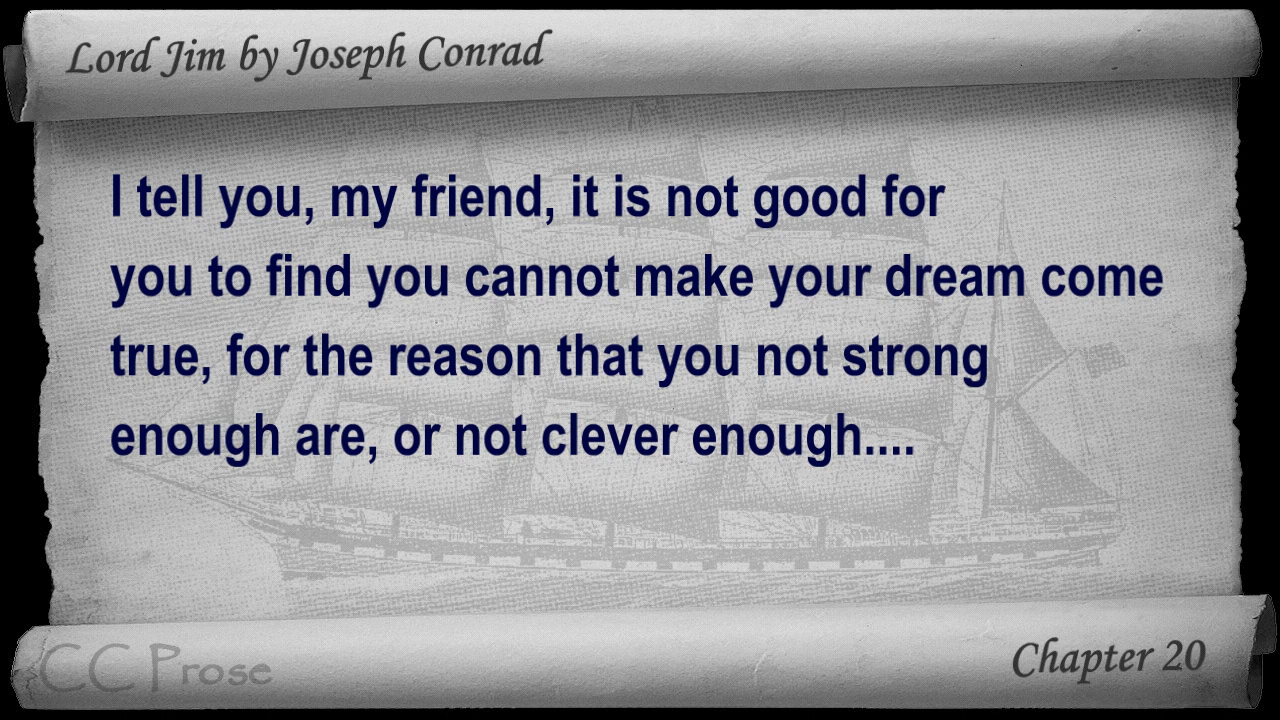 Lord Jim by Joseph Conrad
I tell you, my friend, it is not good for
you to find you cannot make your dream come
true, for the reason that you not strong
enough are, or not clever enough....
CC Prose
Chapter 20